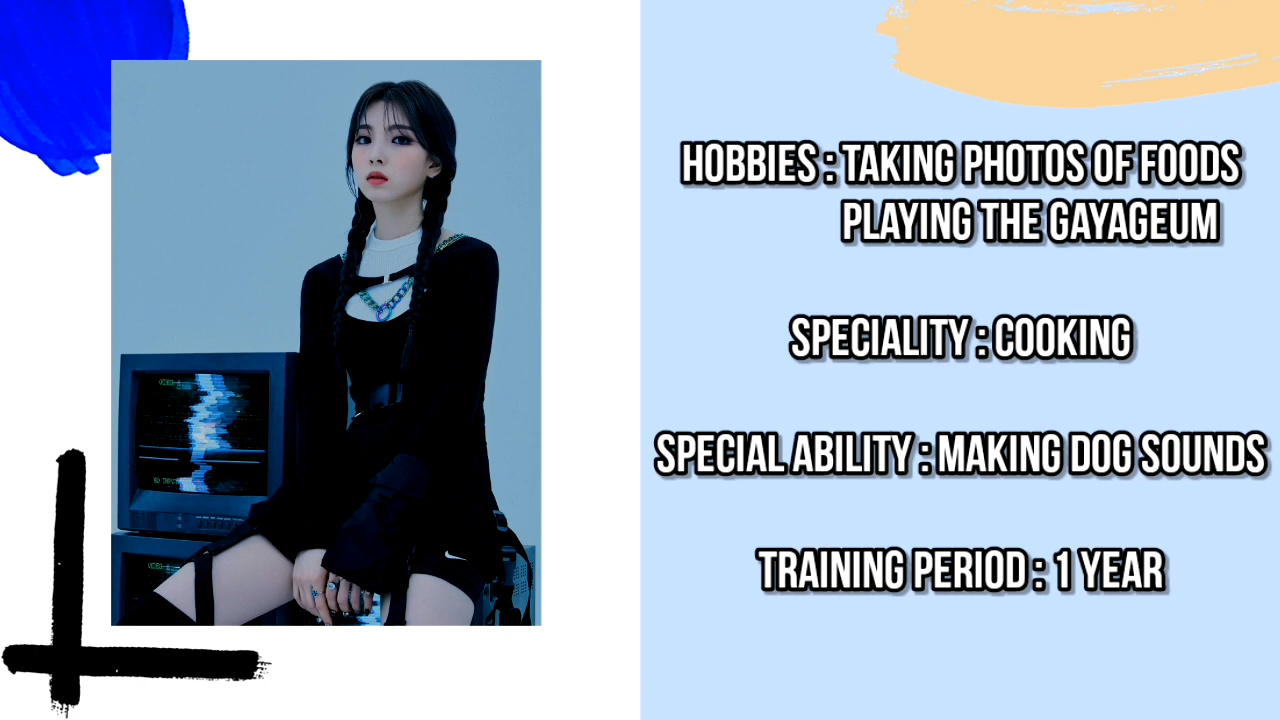 HOBBIES : TAKING PHOTOS OF FOODS
PLAYING THE GAYAGEUM
SPECIALITY : COOKING
SPECIAL ABILITY : MAKING DOG SOUNDS
TRAINING PERIOD : 1 YEAR